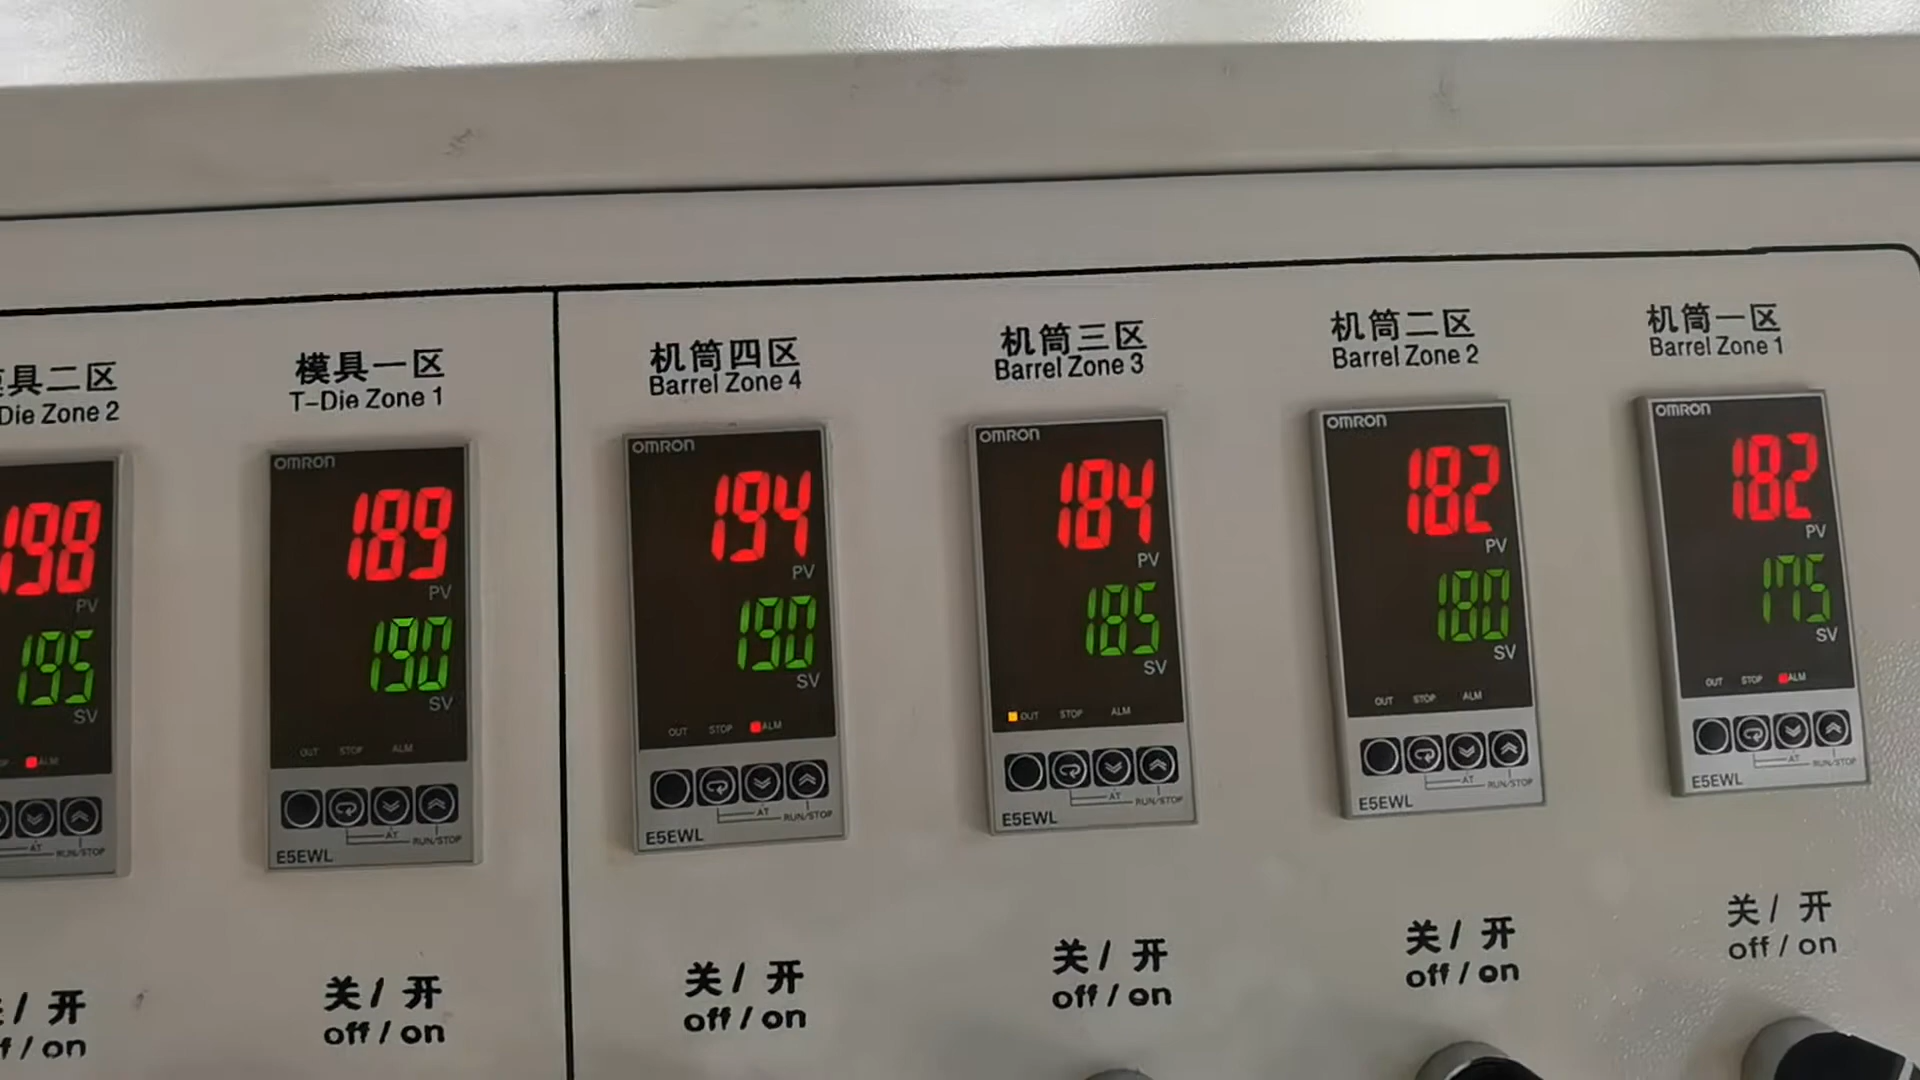 具二区
Die Zone 2
198
PV
195
SV
ALM
AT
RUN/STOP
/ 开
/ on
模具一区
T-Die Zone 1
OMRON
189
PV
190
SV
OUT STOP ALM
AT
RUN/STOP
E5EWL
关 / 开
off / on
机筒四区
Barrel Zone 4
OMRON
194
PV
190
SV
OUT STOP ALM
AT
RUN/STOP
E5EWL
关 / 开
off / on
机筒三区
Barrel Zone 3
OMRON
184
PV
185
SV
OUT STOP ALM
AT
RUN/STOP
E5EWL
关 / 开
off / on
机筒二区
Barrel Zone 2
OMRON
182
PV
180
SV
OUT STOP ALM
AT
RUN/STOP
E5EWL
关 / 开
off / on
机筒一区
Barrel Zone 1
OMRON
182
PV
175
SV
OUT STOP ALM
AT
RUN/STOP
E5EWL
关 / 开
off / on